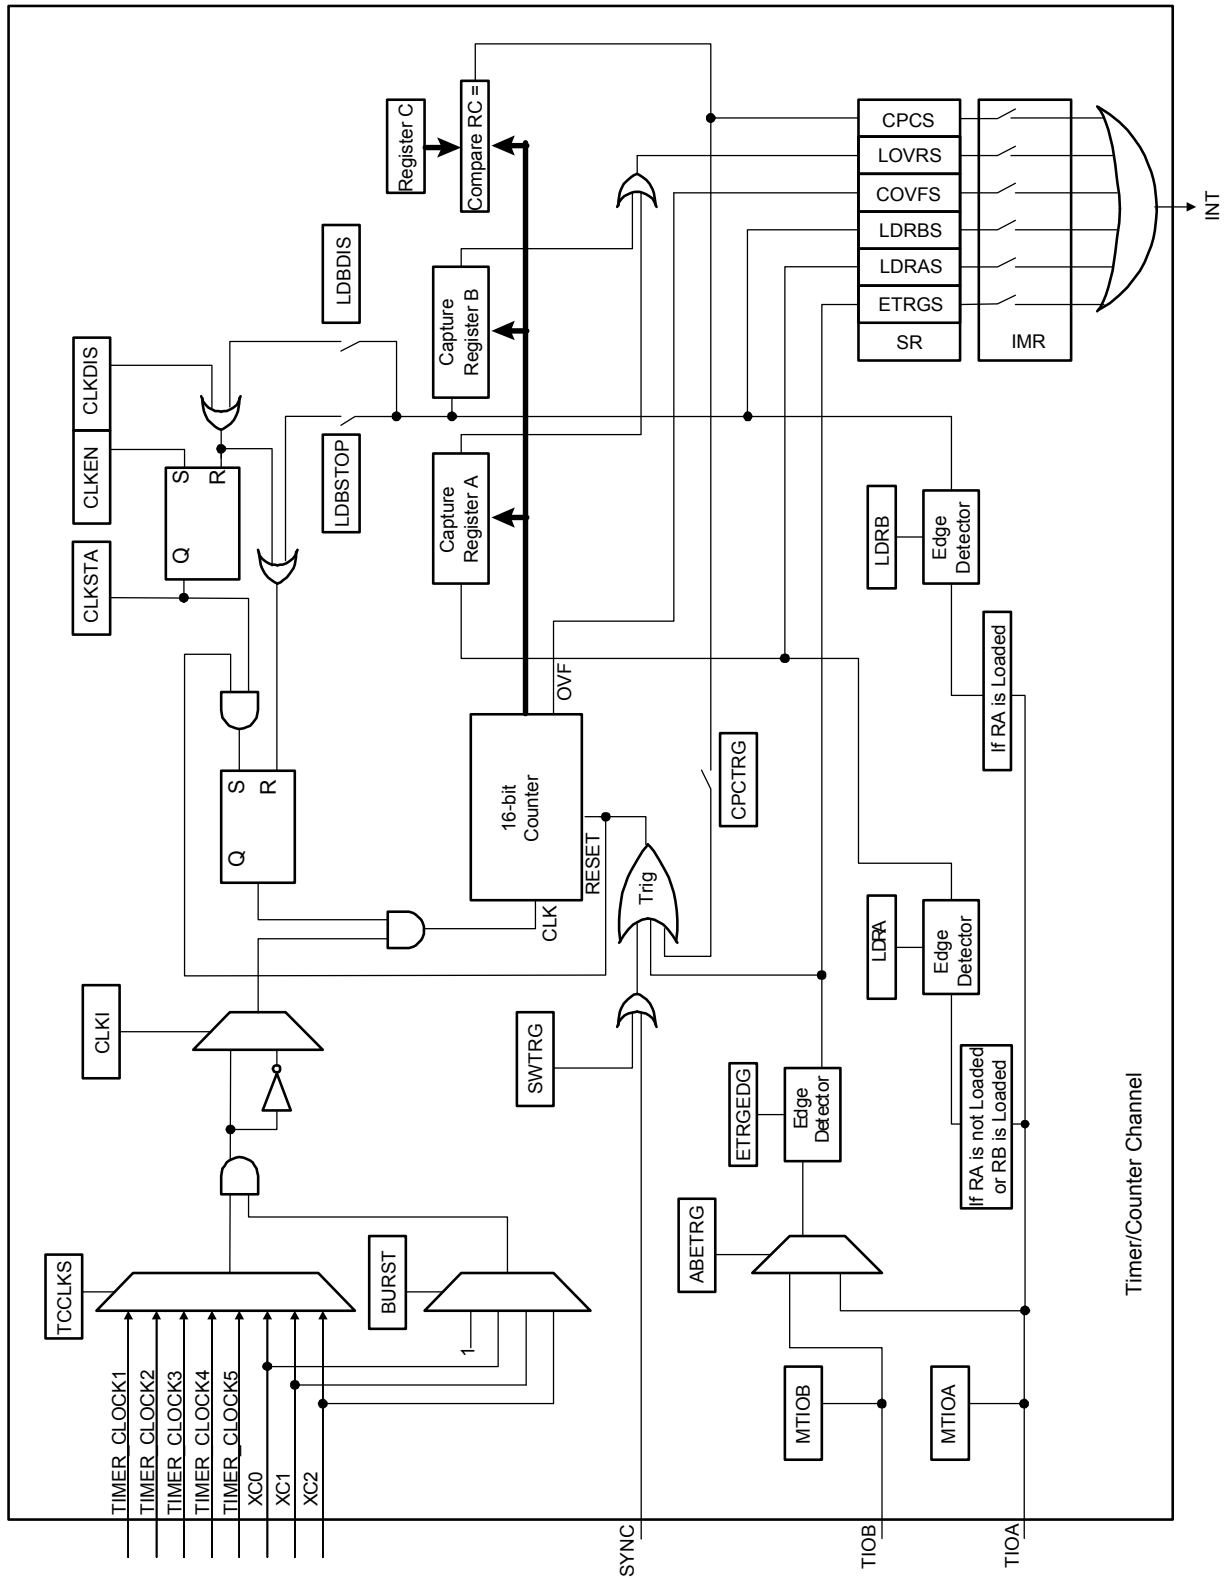 TCCLKS
TIMER_CLOCK1
TIMER_CLOCK2
TIMER_CLOCK3
TIMER_CLOCK4
TIMER_CLOCK5
XC0
XC1
XC2
CLKI
CLKSTA
CLKEN
CLKDIS
Q
S
R
Q
S
R
BURST
1
LDBSTOP
LDBDIS
Register C
Capture
Register A
Capture
Register B
Compare RC =
16-bit
Counter
CLK
OVF
RESET
SWTRG
Trig
SYNC
CPCTRG
ABETRG
ETRGEDG
Edge
Detector
MTIOB
TIOB
MTIOA
TIOA
LDRA
Edge
Detector
If RA is not Loaded
or RB is Loaded
LDRB
Edge
Detector
If RA is Loaded
CPCS
LOVRS
COVFS
LDRBS
LDRAS
ETRGS
SR
IMR
INT
Timer/Counter Channel